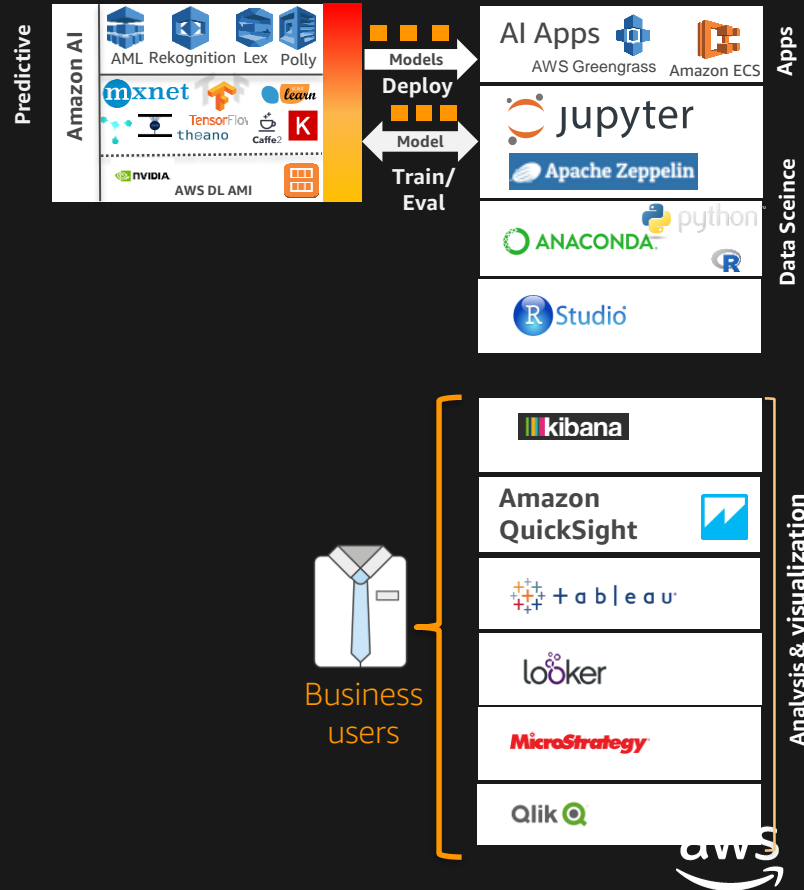 Predictive
Amazon AI
AML Rekognition Lex Polly
mxnet
learn
TensorFlow
theano
Caffe2
K
NVIDIA
AWS DL AMI
Models
Deploy
Model
Train/
Eval
AI Apps
AWS Greengrass
Amazon ECS
Apps
jupyter
Apache Zeppelin
python
ANACONDA.
R
R Studio
Data Sceince
kibana
Amazon
QuickSight
tableau
looker
MicroStrategy
Qlik
Analysis & visualization
Business
users
aws